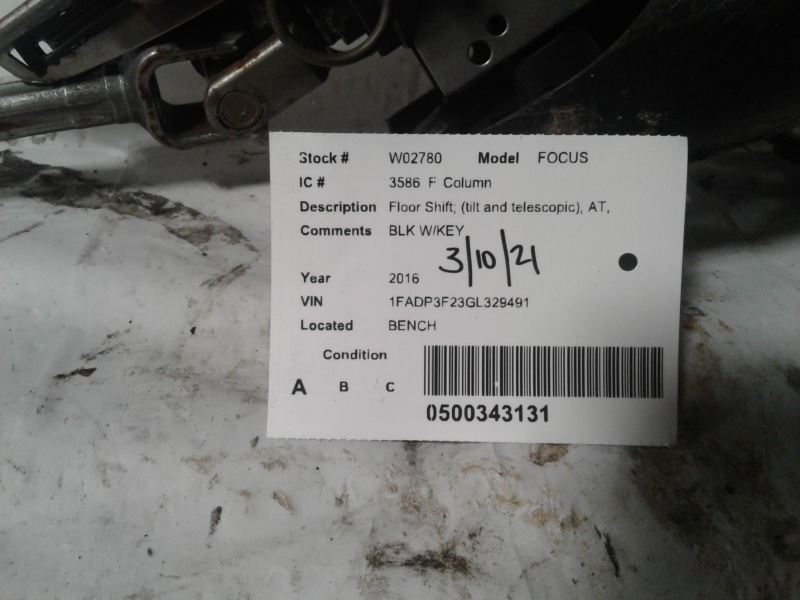 Stock # W02780 Model FOCUS
IC # 3586 F Column
Description Floor Shift; (tilt and telescopic), AT,
Comments BLK W/KEY
3/10/21
Year 2016
VIN 1FADP3F23GL329491
Located BENCH
Condition
A B C
0500343131